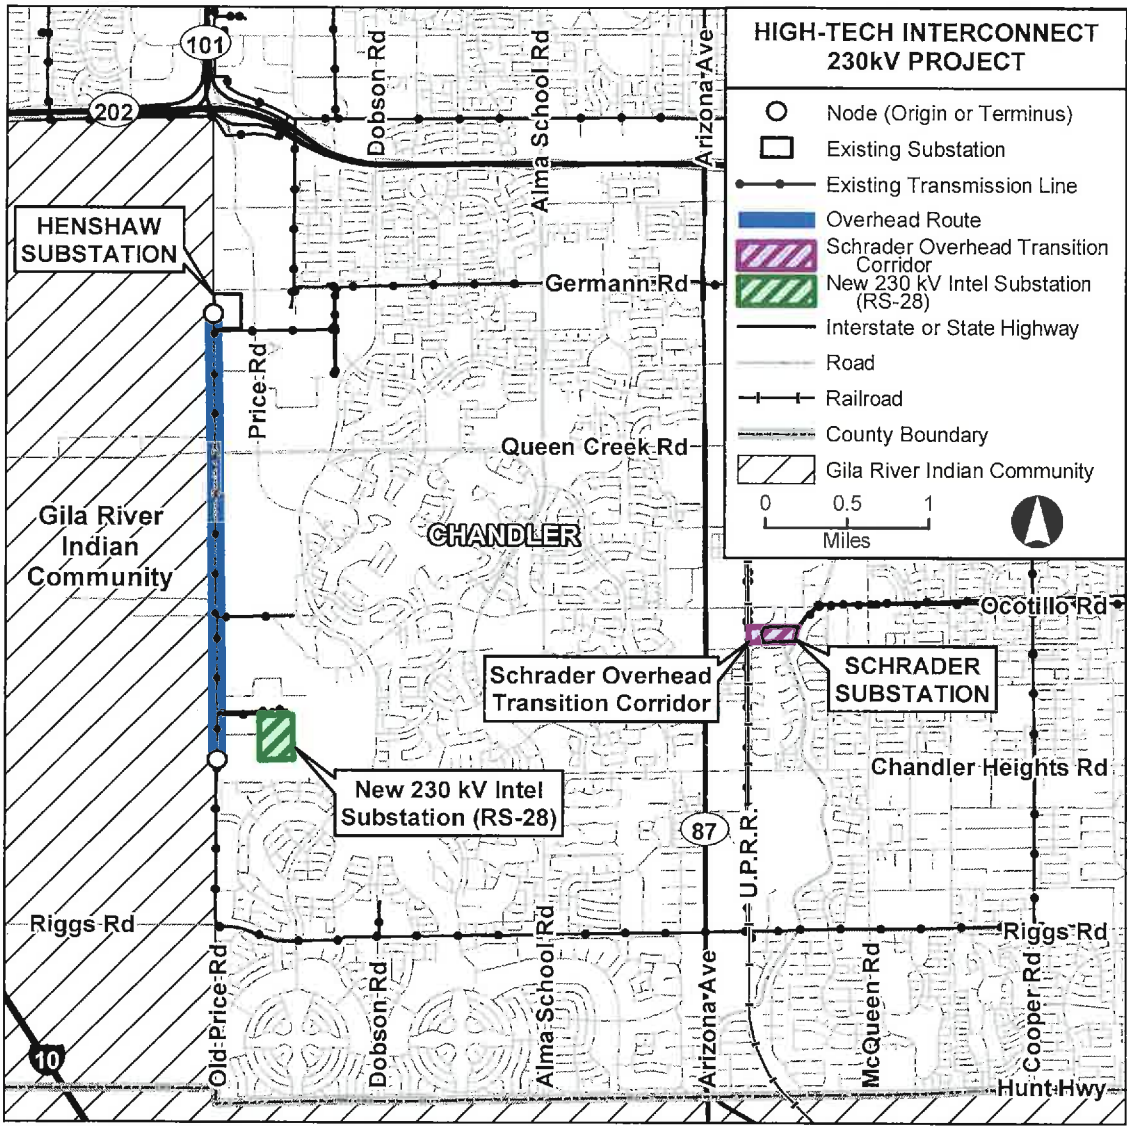 HIGH-TECH INTERCONNECT
230kV PROJECT
Node (Origin or Terminus)
Existing Substation
Existing Transmission Line
Overhead Route
Schrader Overhead Transition
Corridor
New 230 kV Intel Substation
(RS-28)
Interstate or State Highway
Road
Railroad
County Boundary
Gila River Indian Community
0 0.5 1
Miles
101
202
Dobson Rd
Alma School Rd
Arizona Ave
HENSHAW
SUBSTATION
Germann Rd
Price Rd
Queen Creek Rd
Gila River
Indian
Community
CHANDLER
Ocotillo Rd
Schrader Overhead
Transition Corridor
SCHRADER
SUBSTATION
New 230 kV Intel
Substation (RS-28)
Chandler Heights Rd
87
U.P.R.R.
Riggs Rd
Riggs Rd
Old Price Rd
Dobson Rd
Alma School Rd
Arizona Ave
McQueen Rd
Cooper Rd
10
Hunt Hwy